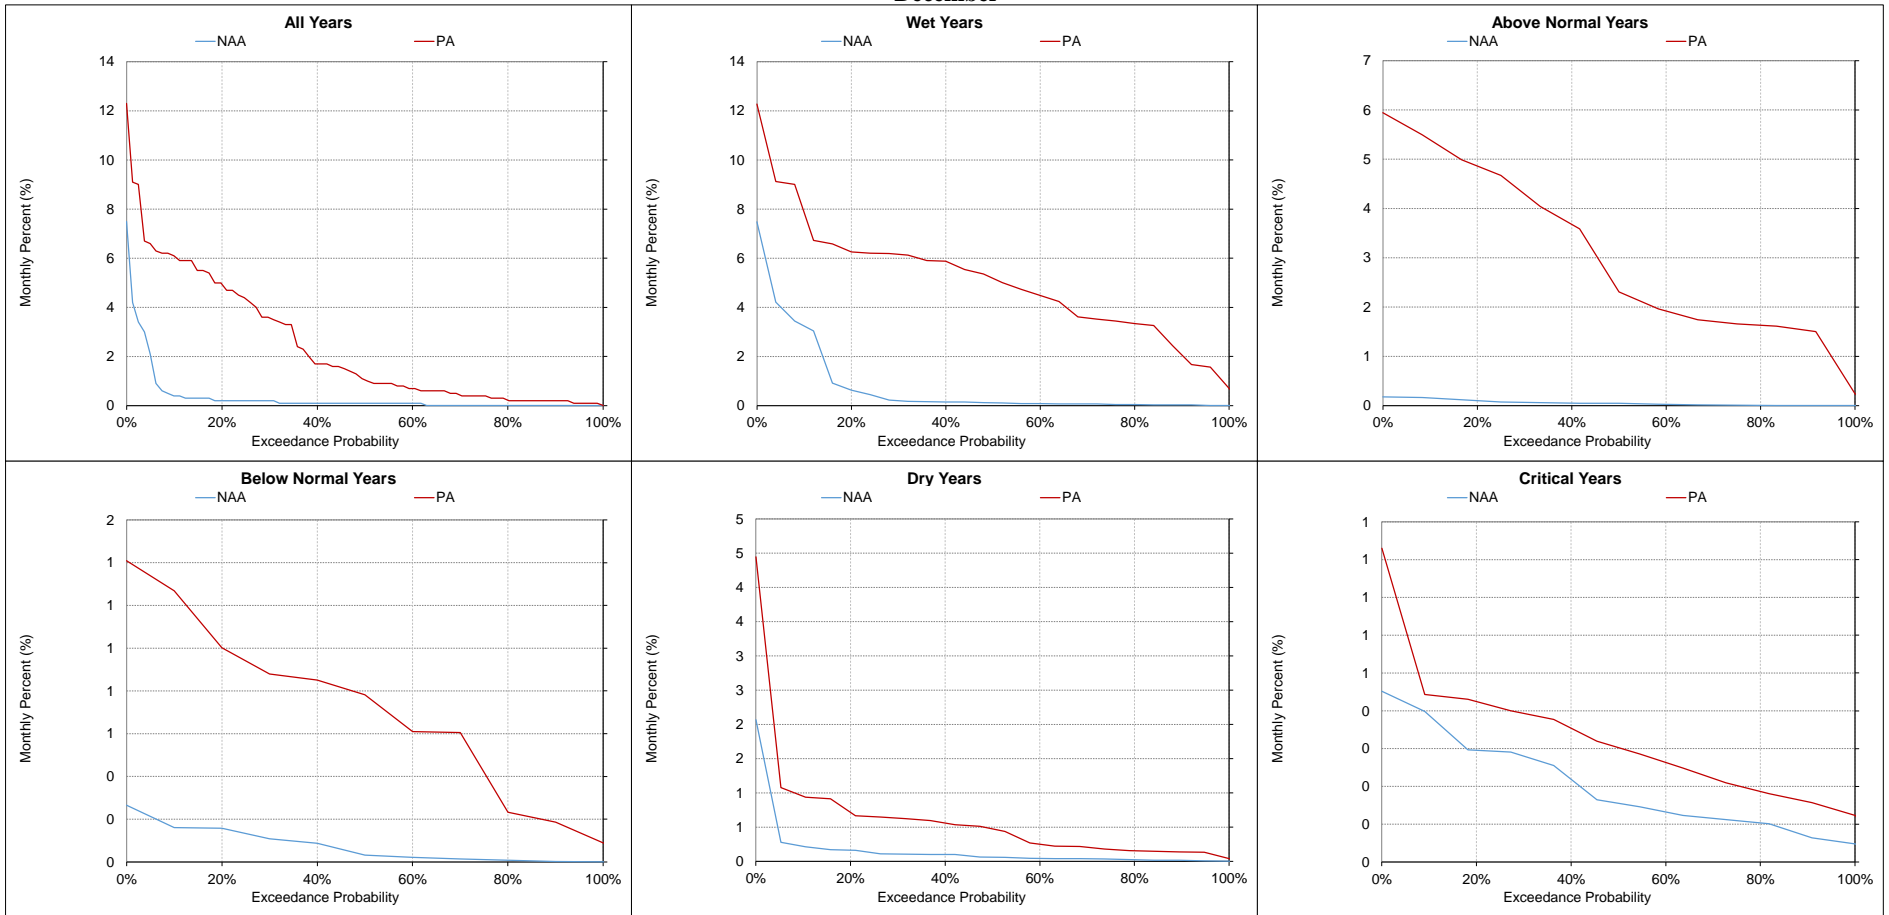 All Years
NAA PA
14
12
10
8
6
4
2
0
Monthly Percent (%)
0% 20% 40% 60% 80% 100%
Exceedance Probability
Wet Years
NAA PA
14
12
10
8
6
4
2
0
Monthly Percent (%)
0% 20% 40% 60% 80% 100%
Exceedance Probability
Above Normal Years
NAA PA
7
6
5
4
3
2
1
0
Monthly Percent (%)
0% 20% 40% 60% 80% 100%
Exceedance Probability
Below Normal Years
NAA PA
2
1
1
1
1
1
0
0
0
Monthly Percent (%)
0% 20% 40% 60% 80% 100%
Exceedance Probability
Dry Years
NAA PA
5
5
4
4
3
3
2
2
1
1
0
Monthly Percent (%)
0% 20% 40% 60% 80% 100%
Exceedance Probability
Critical Years
NAA PA
1
1
1
1
1
0
0
0
0
0
Monthly Percent (%)
0% 20% 40% 60% 80% 100%
Exceedance Probability